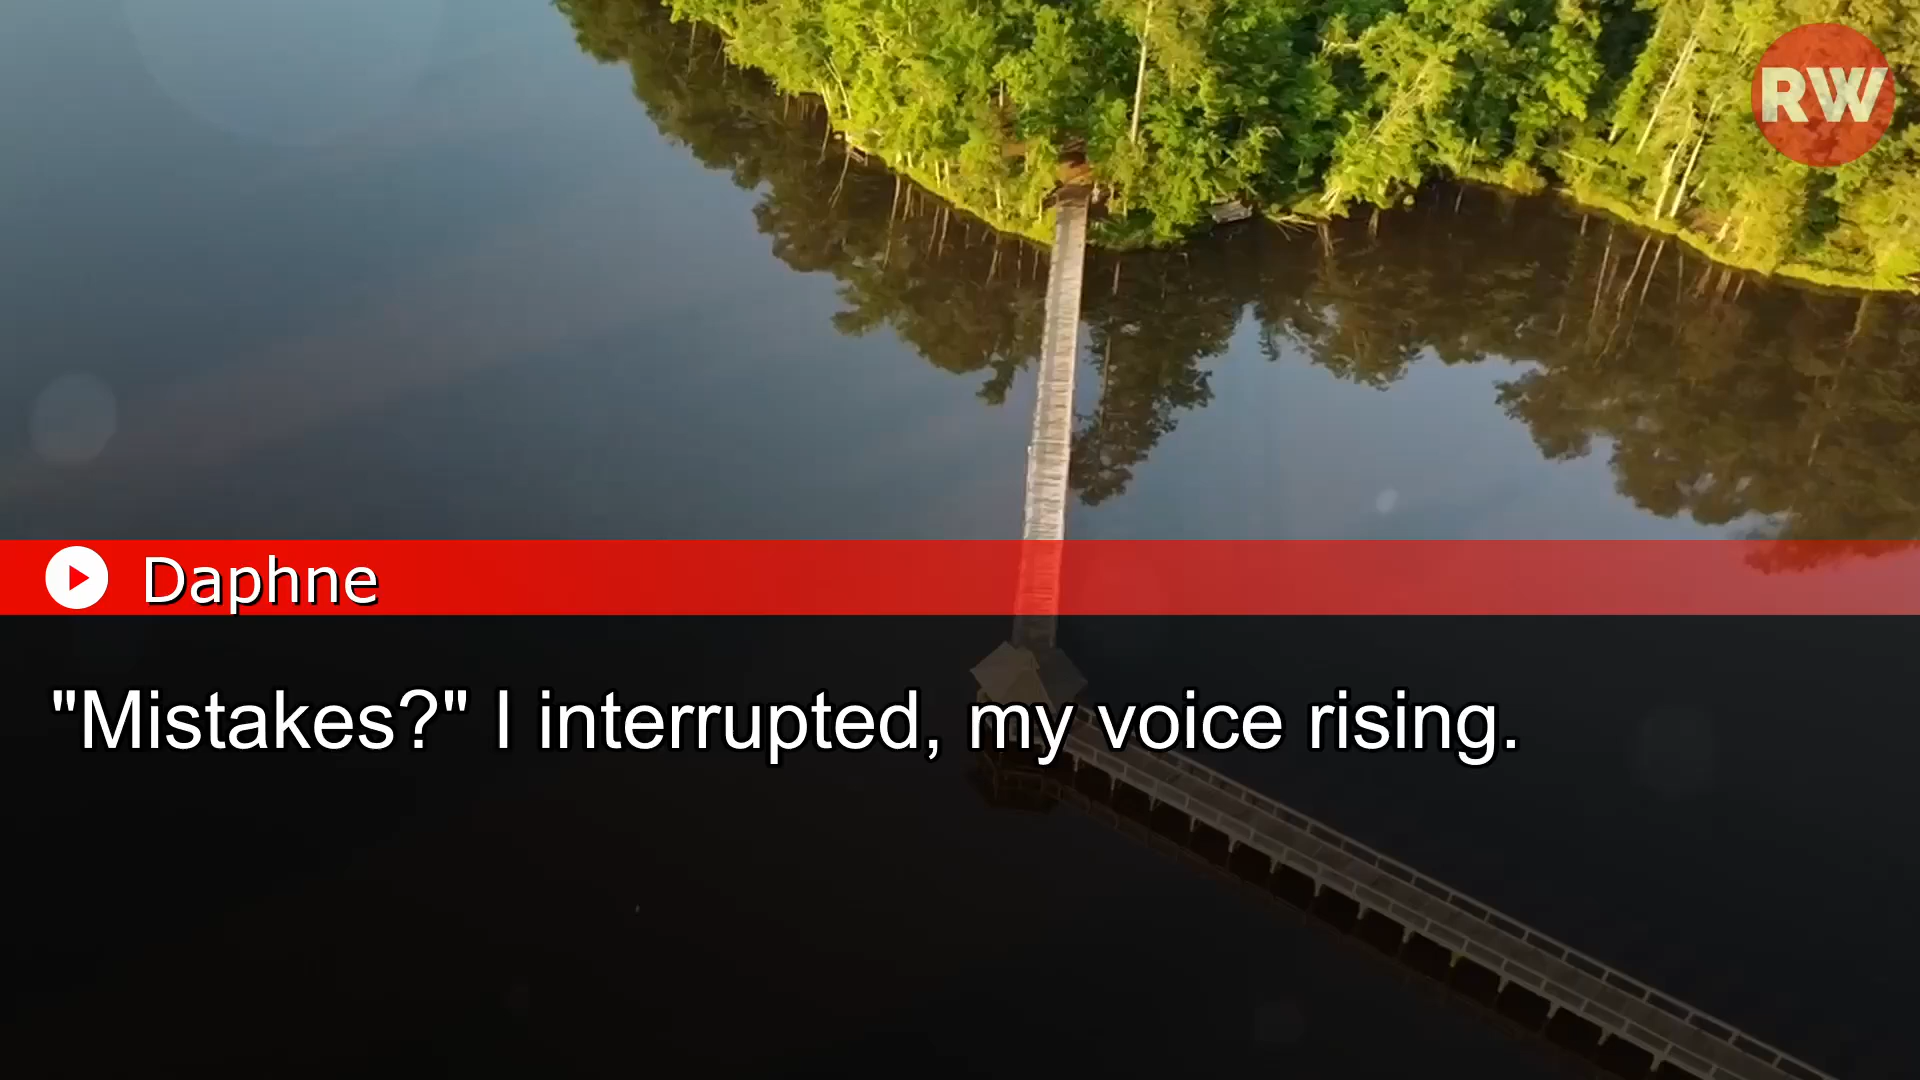 RW
Daphne
"Mistakes?" I interrupted, my voice rising.